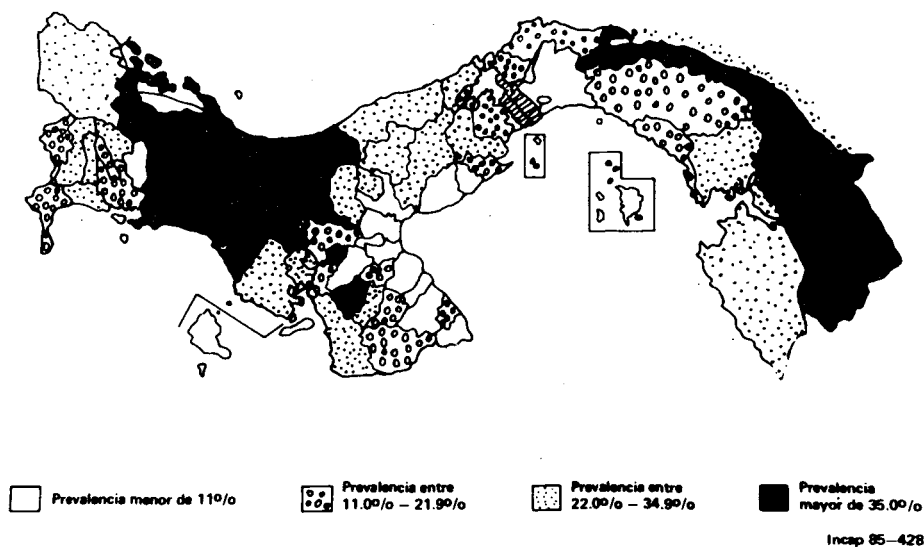 Prevalencia menor de 11º/o
Prevalencia entre
11.0º/o – 21.9º/o
Prevalencia entre
22.0º/o – 34.9º/o
Prevalencia
mayor de 35.0º/o
Incap 85–428